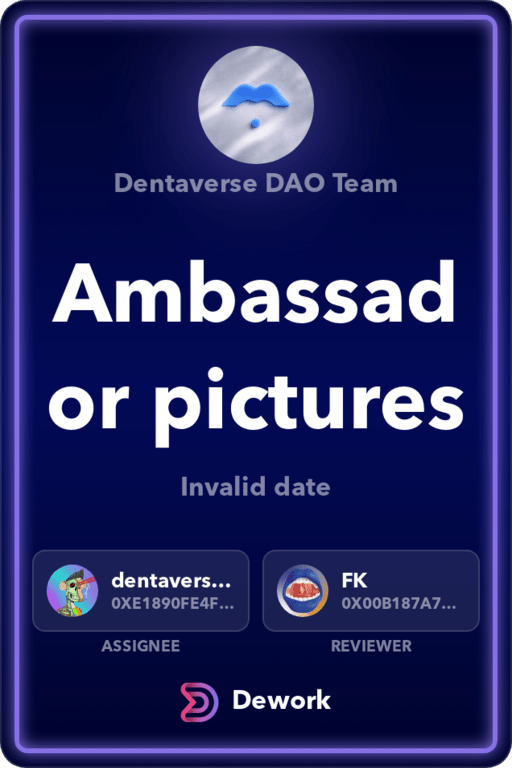 Dentaverse DAO Team
Ambassad
or pictures
Invalid date
dentavers...
0XE1890FE4F...
FK
0X00B187A7...
ASSIGNEE
REVIEWER
Dework